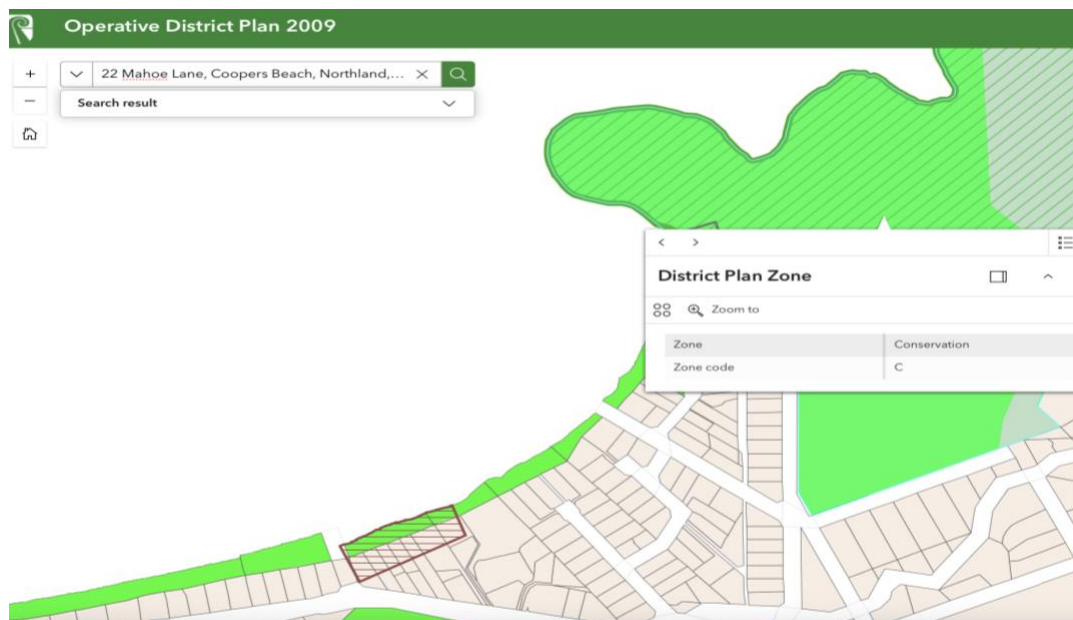 Operative District Plan 2009
+
22 Mahoe Lane, Coopers Beach, Northland,...
−
Search result
District Plan Zone
Zoom to
Zone Conservation
Zone code C